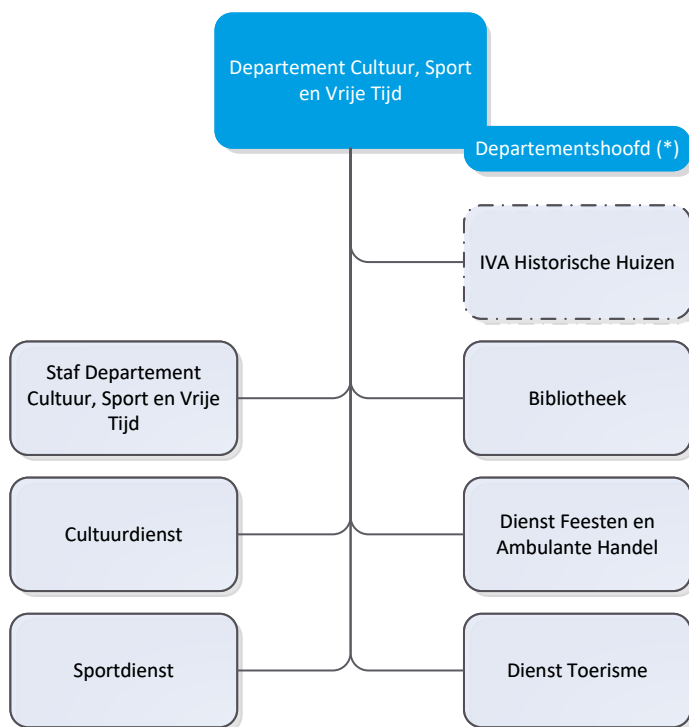 Departement Cultuur, Sport
en Vrije Tijd
Departementshoofd (*)
IVA Historische Huizen
Staf Departement
Cultuur, Sport en Vrije
Tijd
Bibliotheek
Cultuurdienst
Dienst Feesten en
Ambulante Handel
Sportdienst
Dienst Toerisme